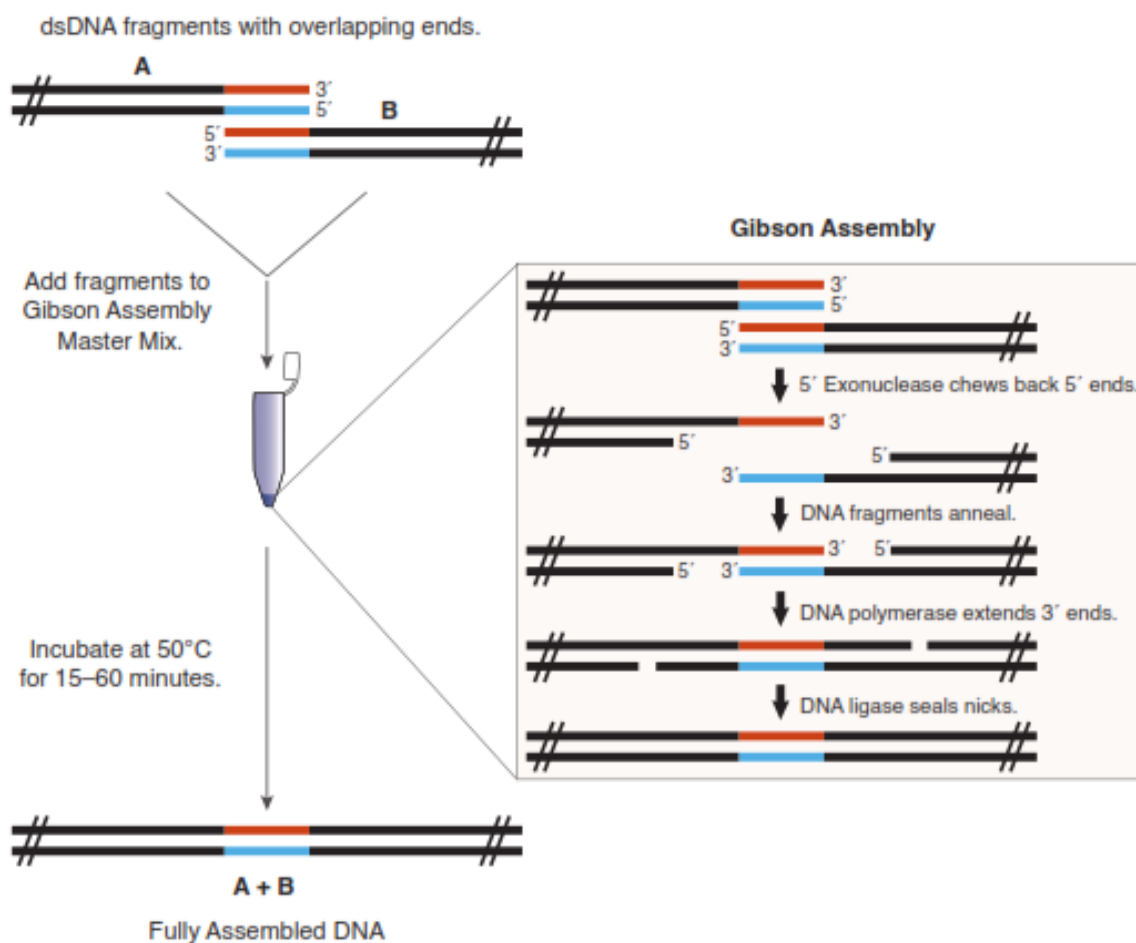 dsDNA fragments with overlapping ends.
A
3´
5´
B
5´
3´
Add fragments to
Gibson Assembly
Master Mix.
Incubate at 50°C
for 15–60 minutes.
A + B
Fully Assembled DNA
Gibson Assembly
3´
5´
5´
3´
5´ Exonuclease chews back 5´ ends.
3´
5´
5´
3´
DNA fragments anneal.
3´ 5´
5´ 3´
DNA polymerase extends 3´ ends.
DNA ligase seals nicks.